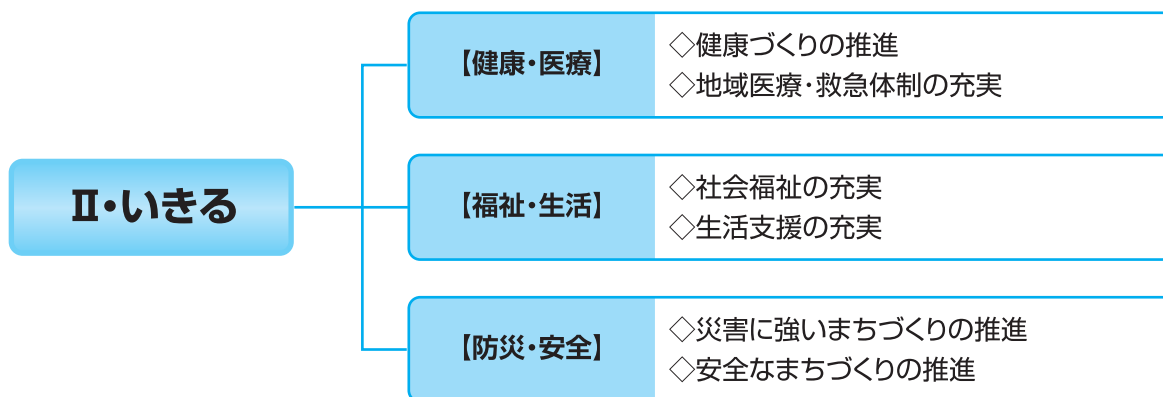 Ⅱ・いきる
【健康・医療】
◇健康づくりの推進
◇地域医療・救急体制の充実
【福祉・生活】
◇社会福祉の充実
◇生活支援の充実
【防災・安全】
◇災害に強いまちづくりの推進
◇安全なまちづくりの推進